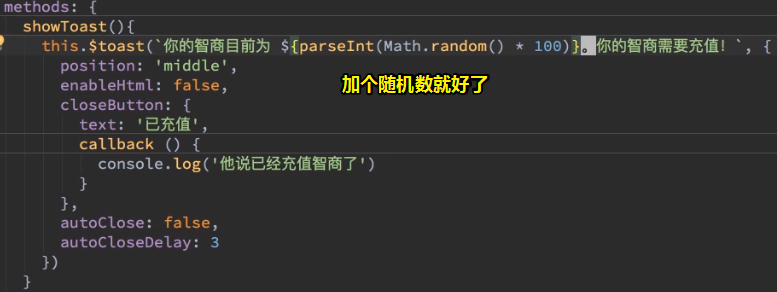 methods: {
showToast(){
this.$toast(`你的智商目前为 ${parseInt(Math.random() * 100)}。你的智商需要充值！`, {
position: 'middle',
enableHtml: false,
加个随机数就好了
closeButton: {
text: '已充值',
callback () {
console.log('他说已经充值智商了')
}
},
autoClose: false,
autoCloseDelay: 3
})
}